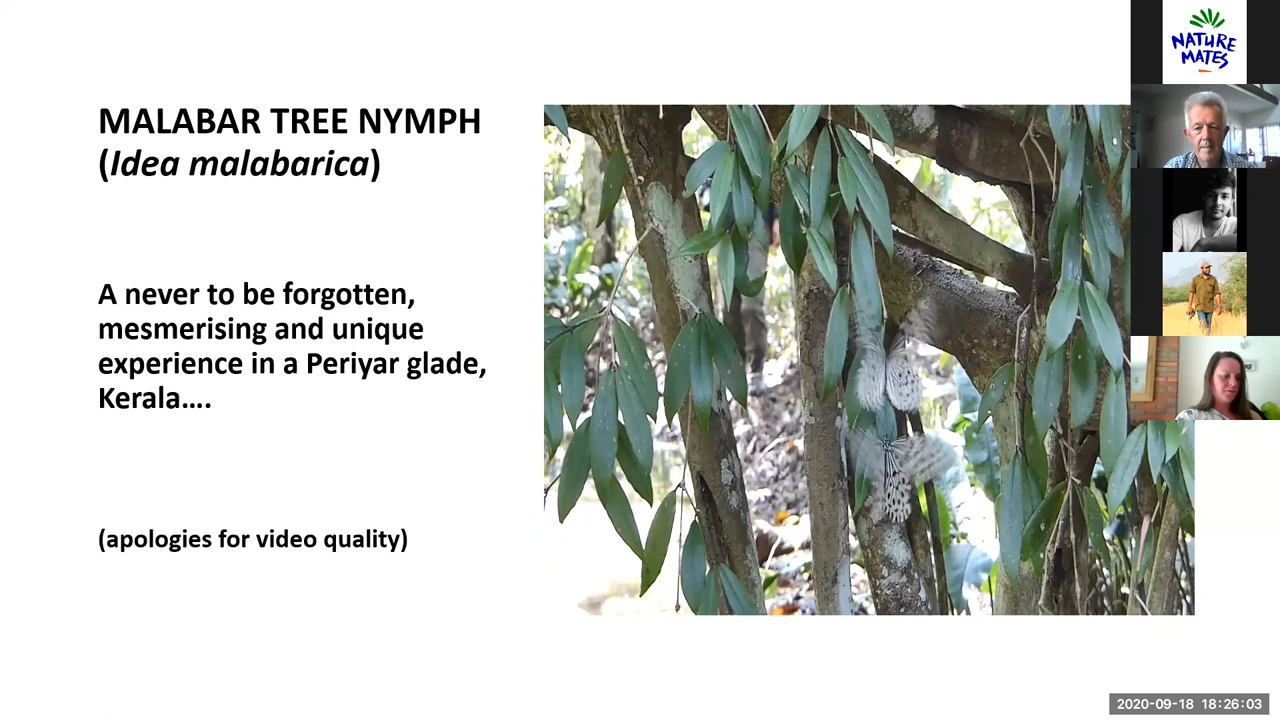 MALABAR TREE NYMPH
(Idea malabarica)
A never to be forgotten,
mesmerising and unique
experience in a Periyar glade,
Kerala....
(apologies for video quality)
NATURE
MATES
2020-09-18 18:26:03